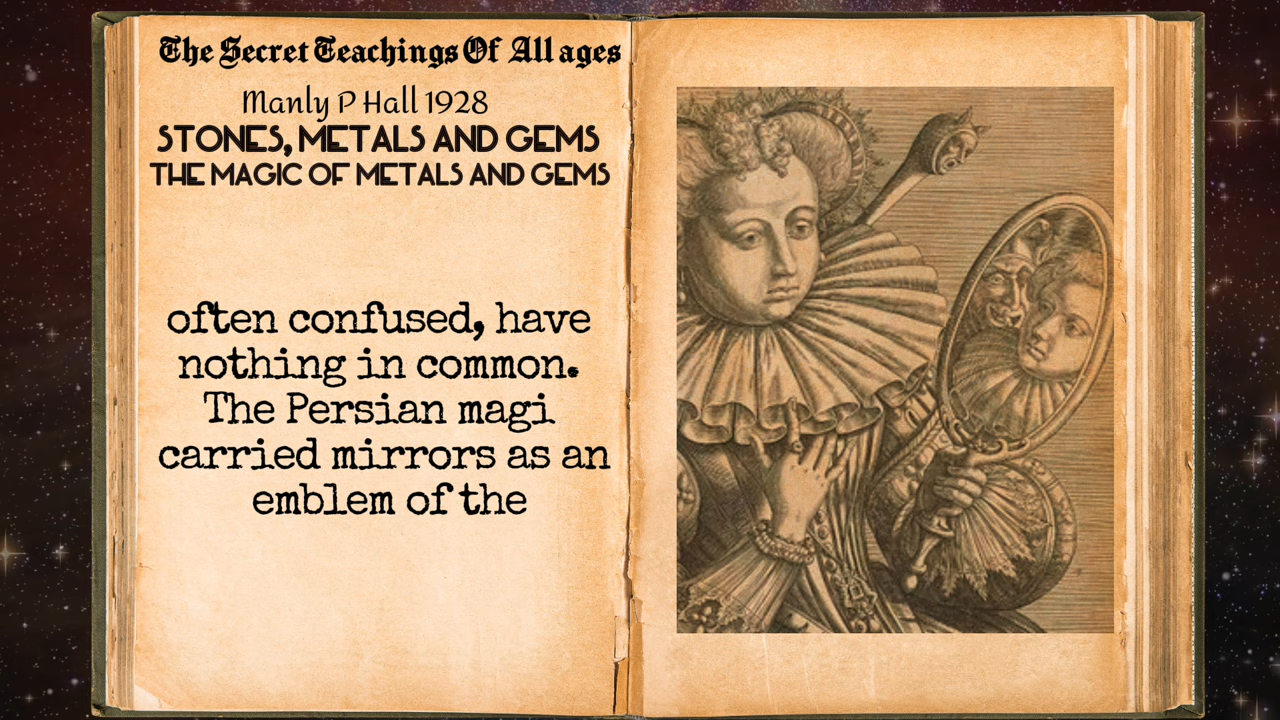 The Secret Teachings Of All ages
Manly P Hall 1928
STONES, METALS AND GEMS
THE MAGIC OF METALS AND GEMS
often confused, have
nothing in common.
The Persian magi
carried mirrors as an
emblem of the